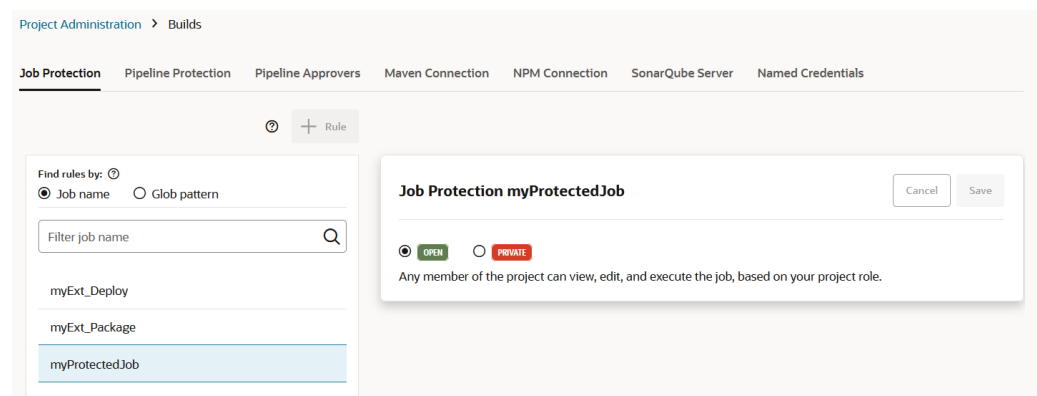 Project Administration > Builds
Job Protection Pipeline Protection Pipeline Approvers Maven Connection NPM Connection SonarQube Server Named Credentials
? + Rule
Find rules by: ?
Job name Glob pattern
Filter job name
myExt_Deploy
myExt_Package
myProtectedJob
Job Protection myProtectedJob Cancel Save
OPEN PRIVATE
Any member of the project can view, edit, and execute the job, based on your project role.